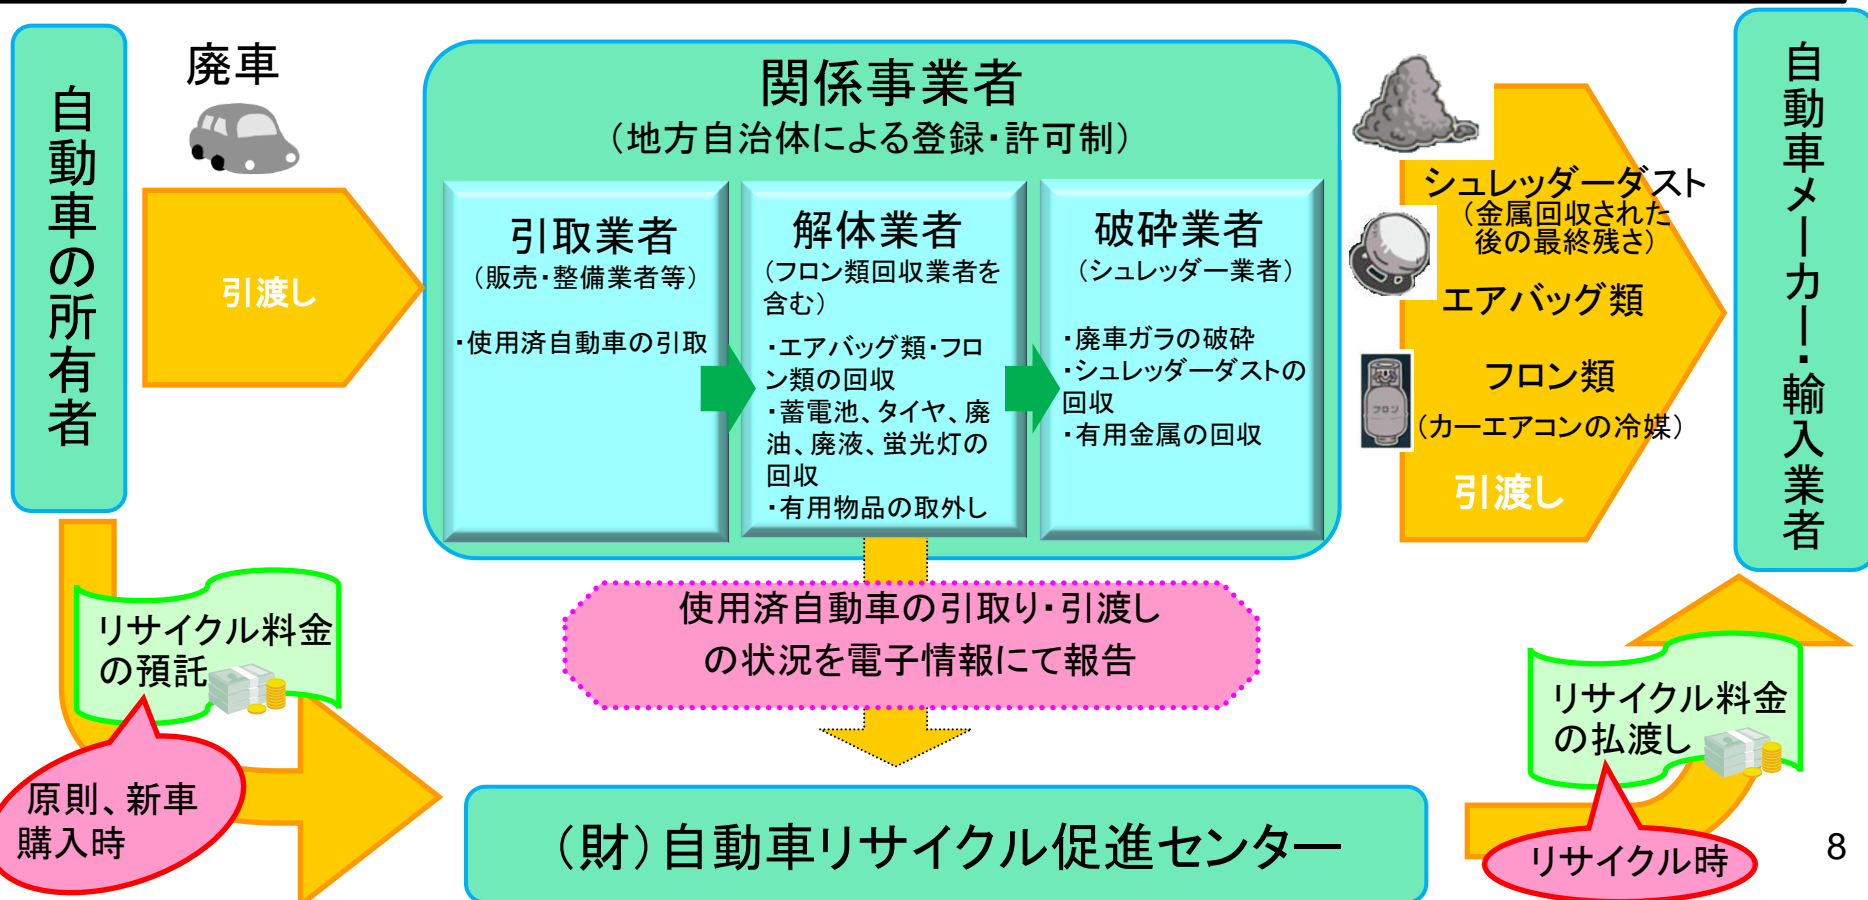 自動車の所有者
廃車
引渡し
関係事業者
（地方自治体による登録・許可制）
引取業者
（販売・整備業者等）
・使用済自動車の引取
解体業者
（フロン類回収業者を
含む）
・エアバッグ類・フロ
ン類の回収
・蓄電池、タイヤ、廃
油、廃液、蛍光灯の
回収
・有用物品の取外し
破砕業者
（シュレッダー業者）
・廃車ガラの破砕
・シュレッダーダストの
回収
・有用金属の回収
シュレッダーダスト
（金属回収された
後の最終残さ）
エアバッグ類
フロン
フロン類
（カーエアコンの冷媒）
引渡し
自動車メーカー・輸入業者
リサイクル料金
の預託
原則、新車
購入時
使用済自動車の引取り・引渡し
の状況を電子情報にて報告
（財）自動車リサイクル促進センター
リサイクル料金
の払渡し
リサイクル時
8